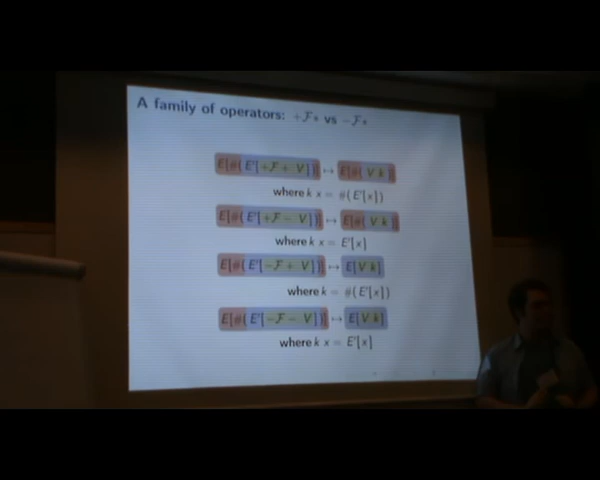 A family of operators: +F± vs −F±
E[#(E'[+F+ V])] ↦ E[#(V k)]
where k x = #(E'[x])
E[#(E'[+F− V])] ↦ E[#(V k)]
where k x = E'[x]
E[#(E'[−F+ V])] ↦ E[V k]
where k = #(E'[x])
E[#(E'[−F− V])] ↦ E[V k]
where k x = E'[x]